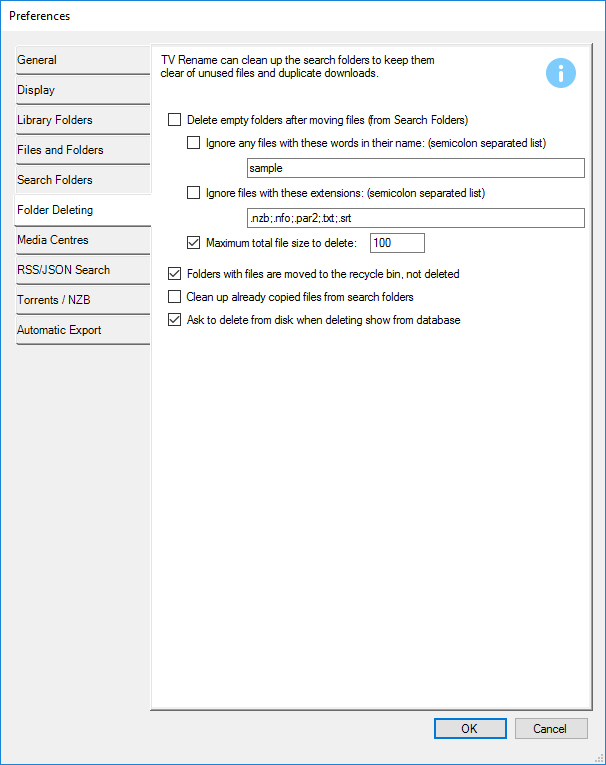 Preferences
General
Display
Library Folders
Files and Folders
Search Folders
Folder Deleting
Media Centres
RSS/JSON Search
Torrents / NZB
Automatic Export
TV Rename can clean up the search folders to keep them
clear of unused files and duplicate downloads.
Delete empty folders after moving files (from Search Folders)
Ignore any files with these words in their name: (semicolon separated list)
sample
Ignore files with these extensions: (semicolon separated list)
.nzb;.nfo;.par2;.txt;.srt
Maximum total file size to delete: 100
Folders with files are moved to the recycle bin, not deleted
Clean up already copied files from search folders
Ask to delete from disk when deleting show from database
OK Cancel